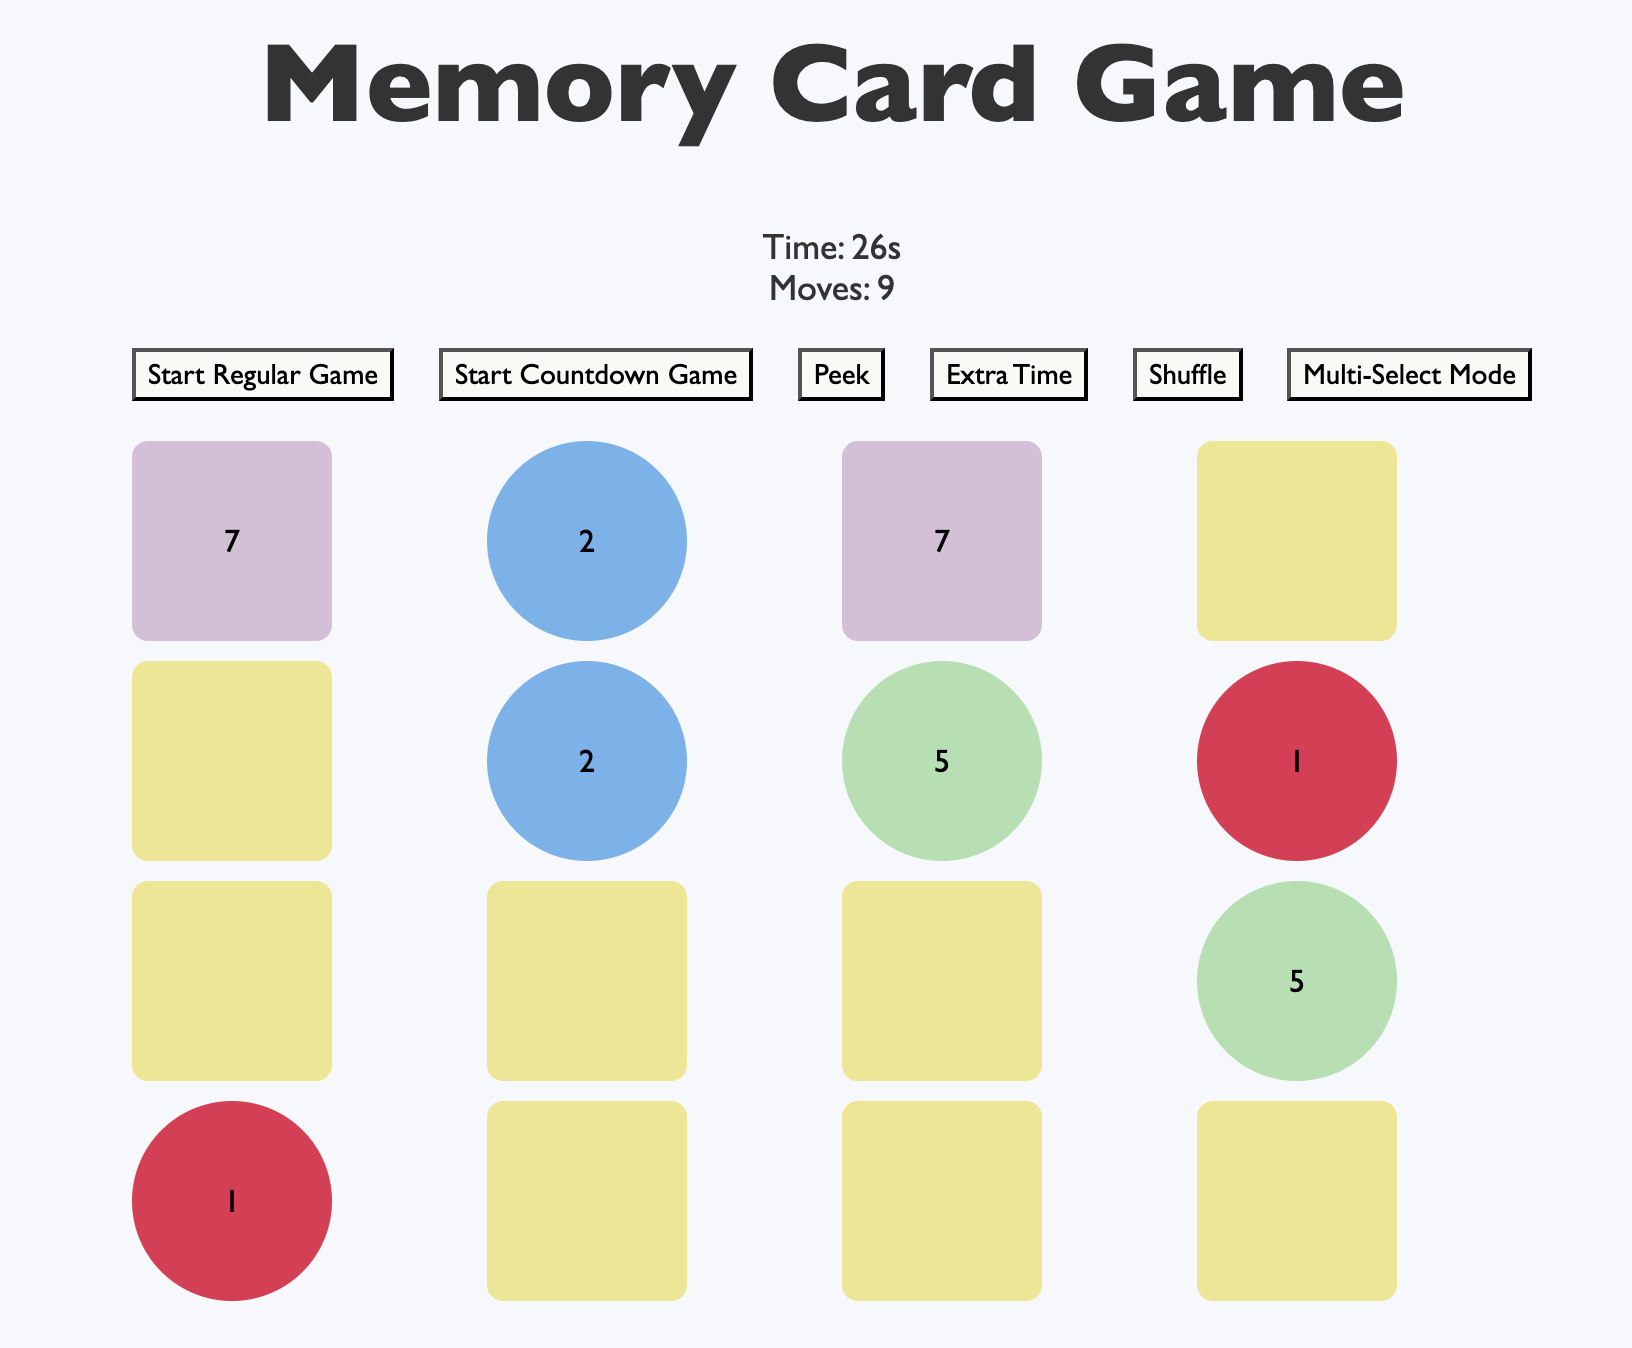 Memory Card Game
Time: 26s
Moves: 9
Start Regular Game Start Countdown Game Peek Extra Time Shuffle Multi-Select Mode
7 2 7
2 5 1
5
1